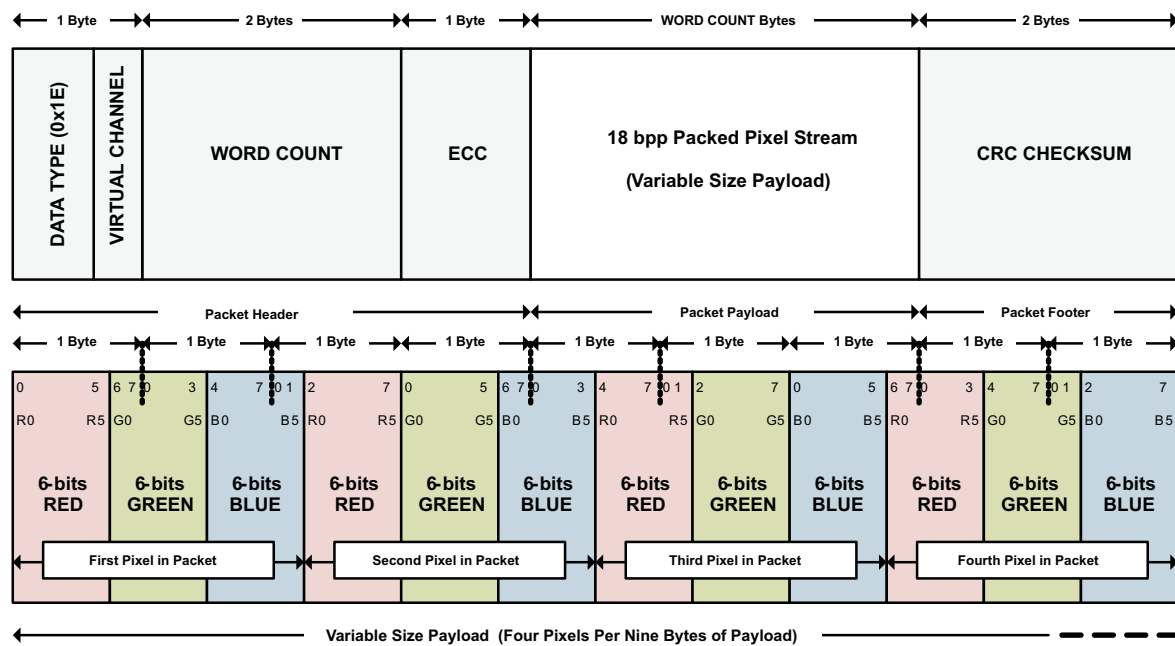 1 Byte 2 Bytes 1 Byte WORD COUNT Bytes 2 Bytes
DATA TYPE (0x1E)
VIRTUAL CHANNEL
WORD COUNT
ECC
18 bpp Packed Pixel Stream
(Variable Size Payload)
CRC CHECKSUM
Packet Header Packet Payload Packet Footer
1 Byte 1 Byte 1 Byte 1 Byte 1 Byte 1 Byte 1 Byte 1 Byte 1 Byte
0 5 6 7 0 3 4 7 0 1 2 7 0 5 6 7 0 3 4 7 0 1 2 7 0 5 6 7 0 3 4 7 0 1 2 7
R0 R5 G0 G5 B0 B5 R0 R5 G0 G5 B0 B5 R0 R5 G0 G5 B0 B5 R0 R5 G0 G5 B0 B5
6-bits 6-bits 6-bits 6-bits 6-bits 6-bits 6-bits 6-bits 6-bits 6-bits 6-bits 6-bits
RED GREEN BLUE RED GREEN BLUE RED GREEN BLUE RED GREEN BLUE
First Pixel in Packet Second Pixel in Packet Third Pixel in Packet Fourth Pixel in Packet
Variable Size Payload (Four Pixels Per Nine Bytes of Payload)